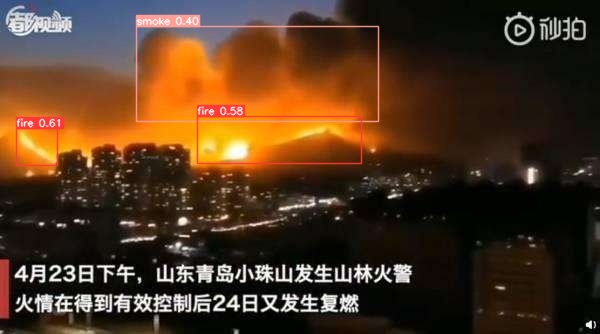 都视频
秒拍
smoke 0.40
fire 0.61
fire 0.58
4月23日下午，山东青岛小珠山发生山林火警
火情在得到有效控制后24日又发生复燃